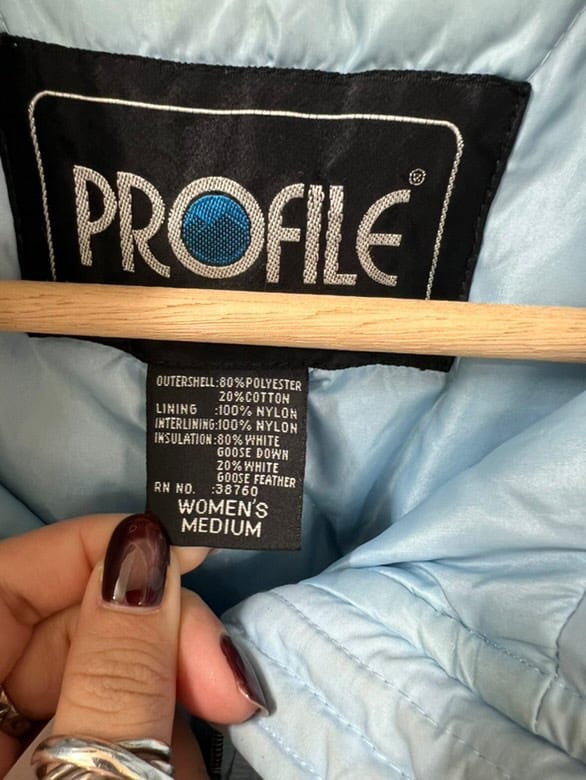 PROFILE®
OUTERSHELL:80%POLYESTER
20%COTTON
LINING :100% NYLON
INTERLINING:100% NYLON
INSULATION:80% WHITE
GOOSE DOWN
20% WHITE
GOOSE FEATHER
RN NO. :38760
WOMEN'S
MEDIUM